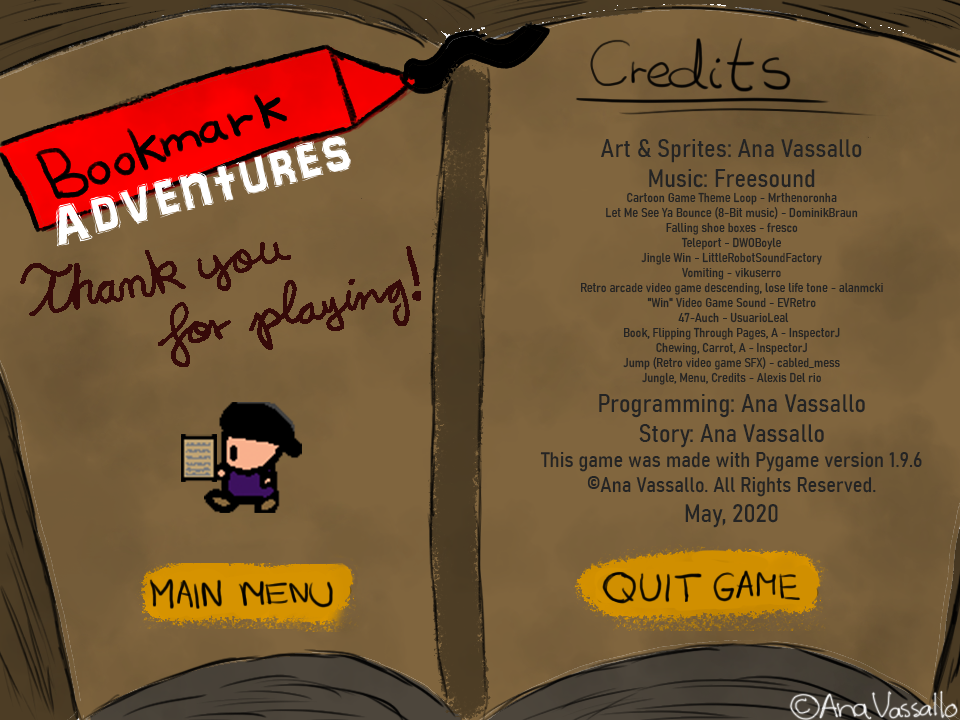 Bookmark
ADVENTURES
Thank you
for playing!
MAIN MENU
Credits
Art & Sprites: Ana Vassallo
Music: Freesound
Cartoon Game Theme Loop - Mrthenoronha
Let Me See Ya Bounce (8-Bit music) - DominikBraun
Falling shoe boxes - fresco
Teleport - DWOBoyle
Jingle Win - LittleRobotSoundFactory
Vomiting - vikuserro
Retro arcade video game descending, lose life tone - alanmcki
"Win" Video Game Sound - EVRetro
47-Auch - UsuarioLeal
Book, Flipping Through Pages, A - InspectorJ
Chewing, Carrot, A - InspectorJ
Jump (Retro video game SFX) - cabled_mess
Jungle, Menu, Credits - Alexis Del rio
Programming: Ana Vassallo
Story: Ana Vassallo
This game was made with Pygame version 1.9.6
©Ana Vassallo. All Rights Reserved.
May, 2020
QUIT GAME
©Ana Vassallo